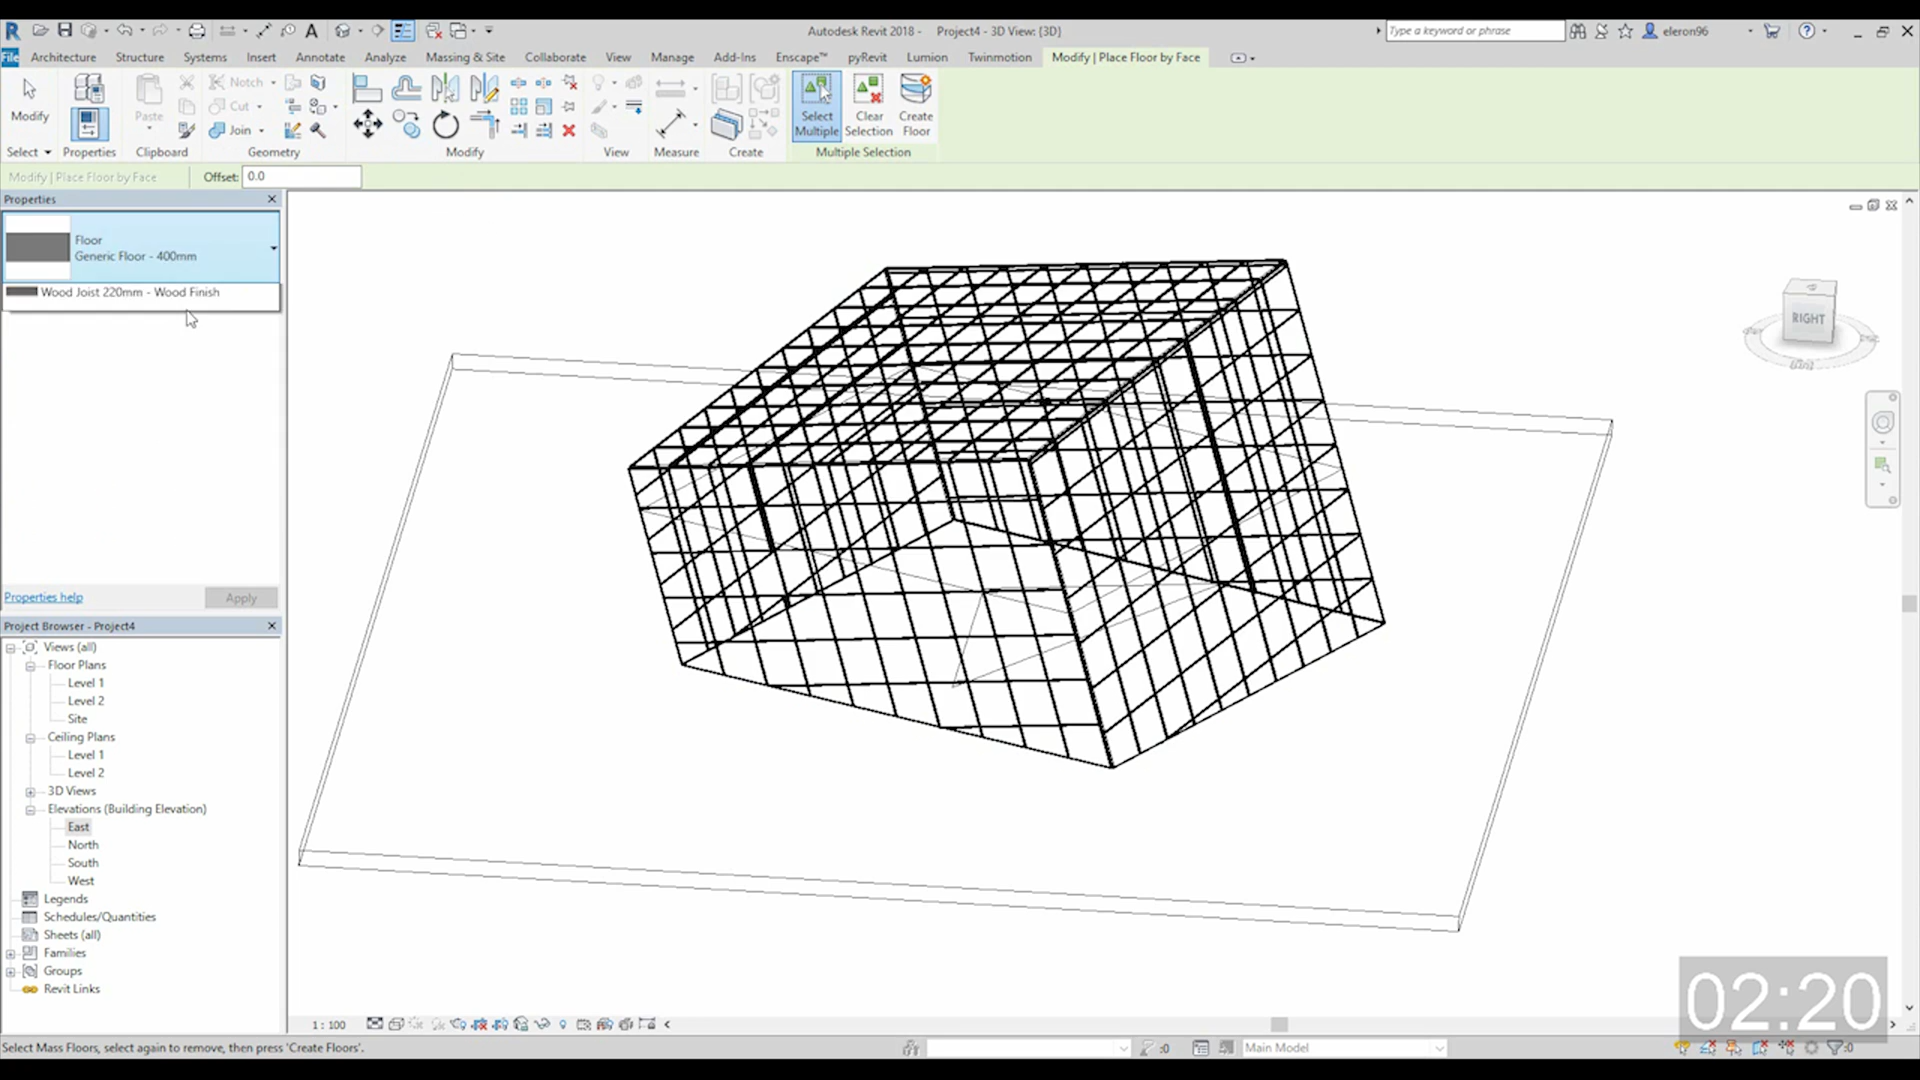 Autodesk Revit 2018 - Project4 - 3D View: {3D}
Type a keyword or phrase
eleron96
File Architecture Structure Systems Insert Annotate Analyze Massing & Site Collaborate View Manage Add-Ins Enscape™ pyRevit Lumion Twinmotion Modify | Place Floor by Face
Modify
Paste
Notch
Cut
Join
Select Multiple
Clear Selection
Create Floor
Select Properties Clipboard Geometry Modify View Measure Create Multiple Selection
Modify | Place Floor by Face Offset: 0.0
Properties
Floor
Generic Floor - 400mm
Wood Joist 220mm - Wood Finish
RIGHT
Properties help Apply
Project Browser - Project4
Views (all)
Floor Plans
Level 1
Level 2
Site
Ceiling Plans
Level 1
Level 2
3D Views
Elevations (Building Elevation)
East
North
South
West
Legends
Schedules/Quantities
Sheets (all)
Families
Groups
Revit Links
02:20
1 : 100
Select Mass Floors, select again to remove, then press 'Create Floors'.
:0
Main Model
:0